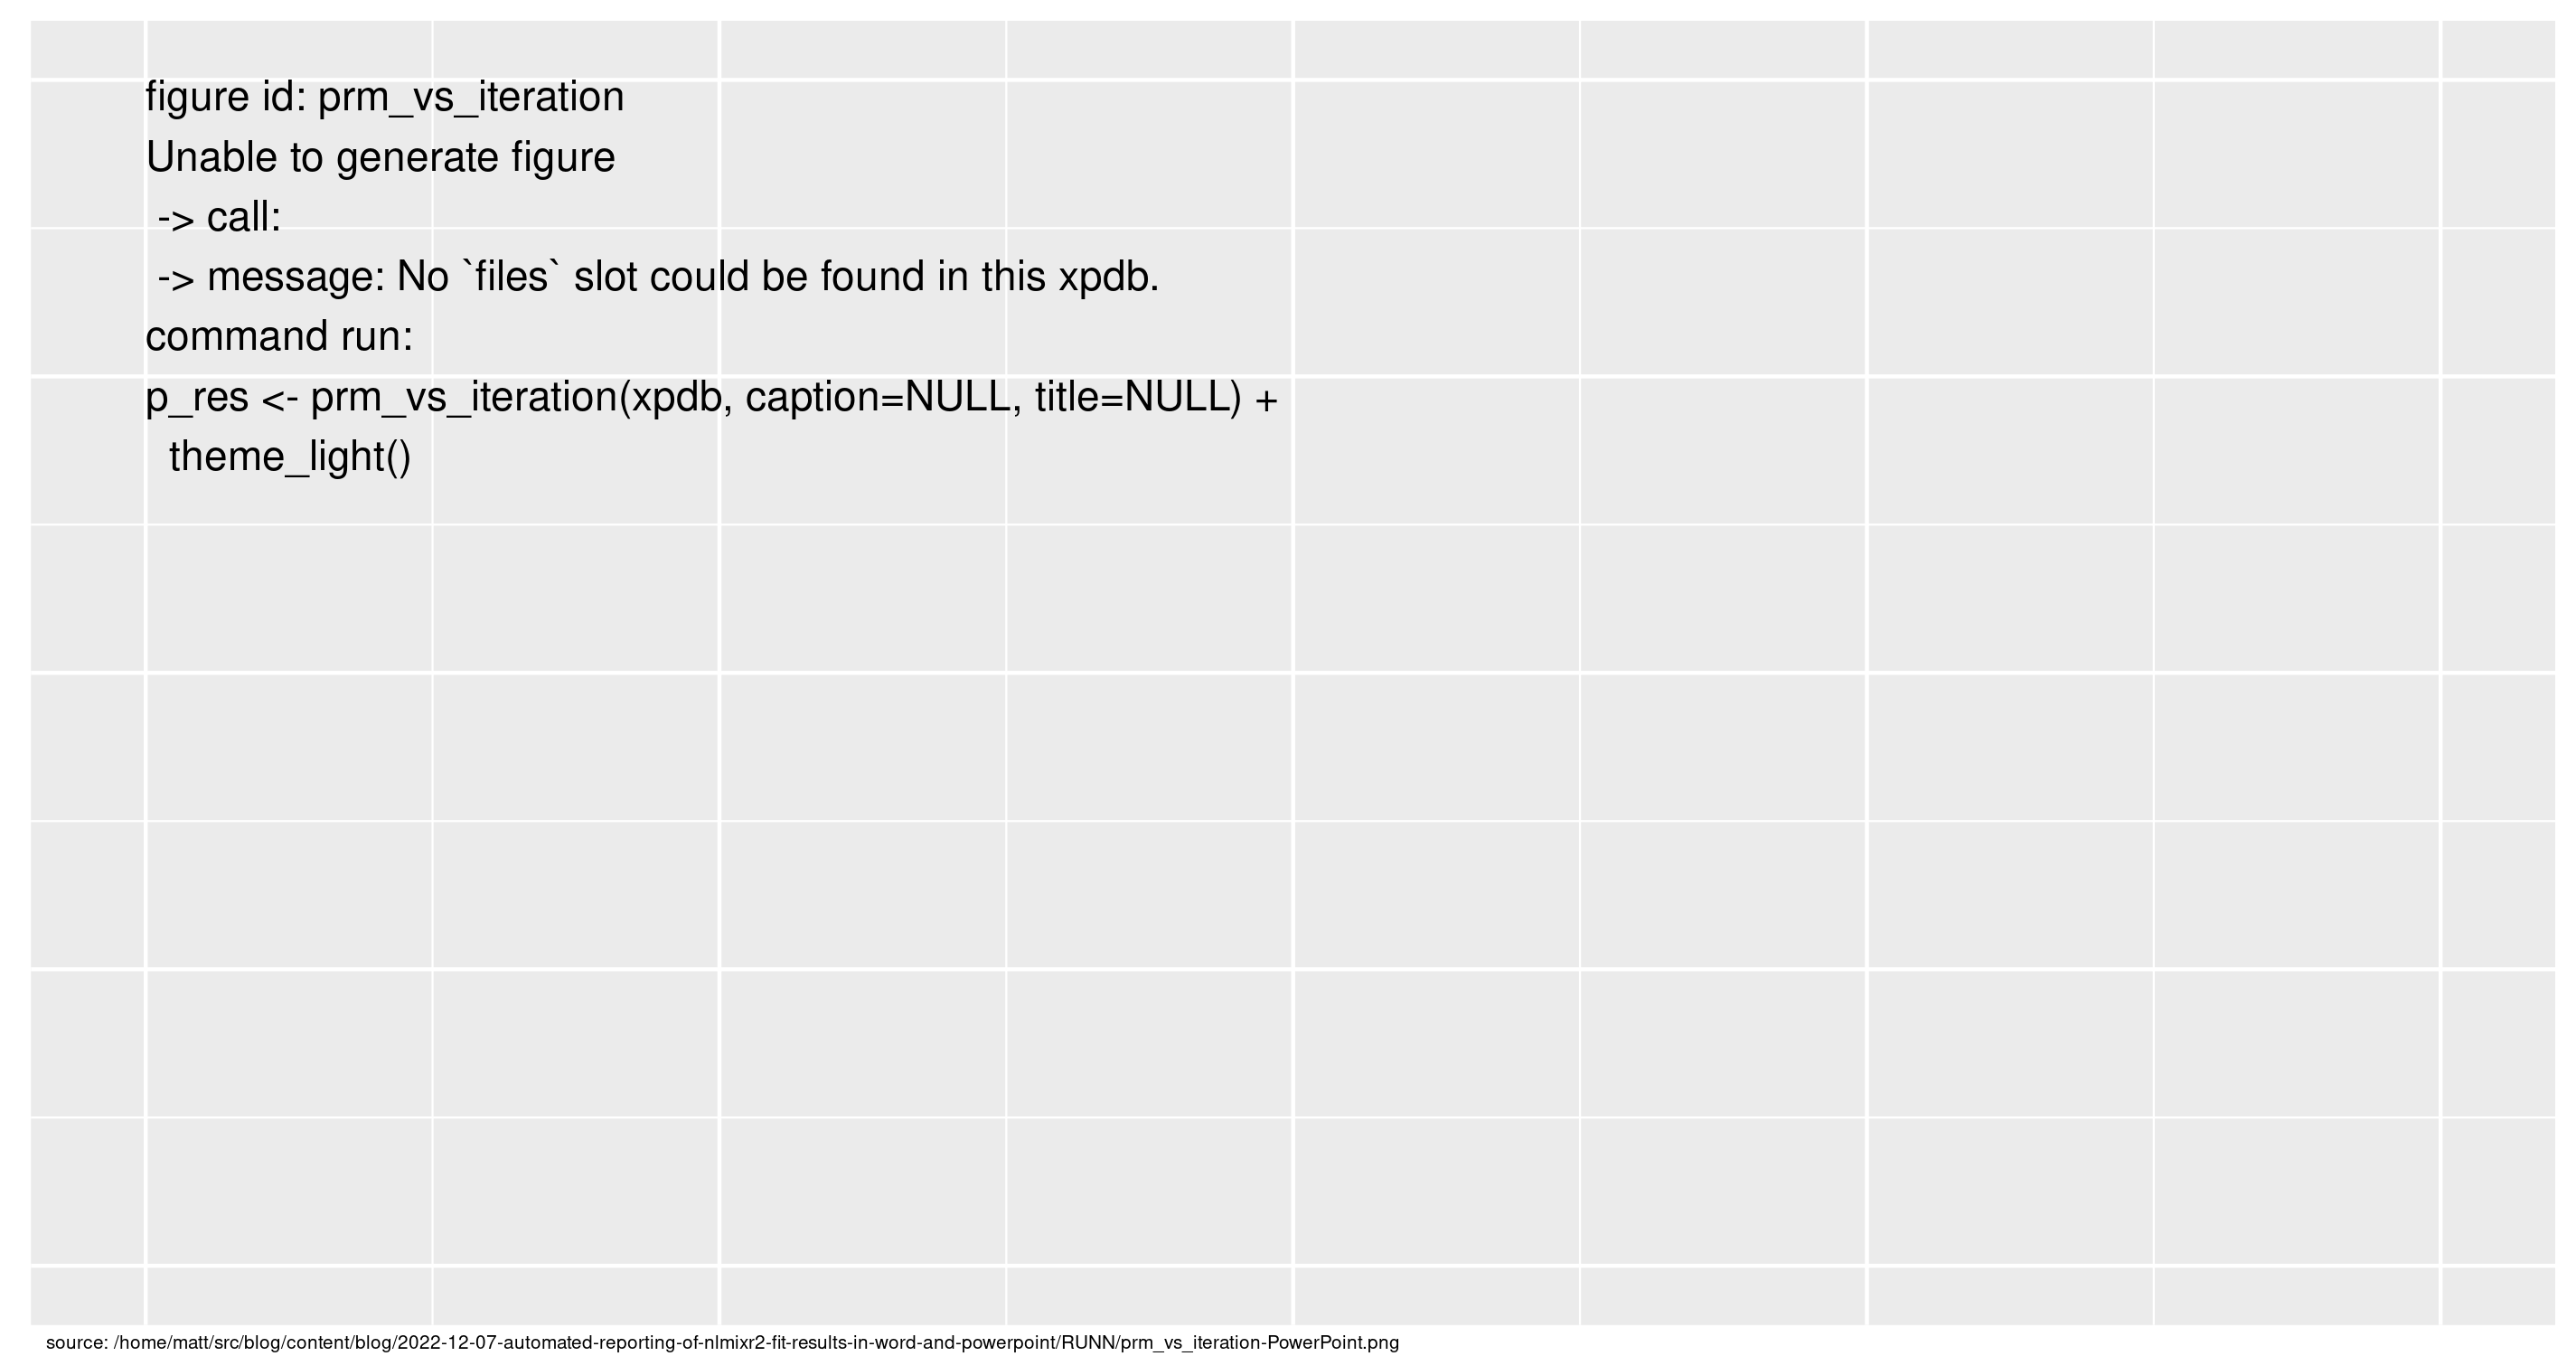 figure id: prm_vs_iteration
Unable to generate figure
 -> call:
 -> message: No `files` slot could be found in this xpdb.
command run:
p_res <- prm_vs_iteration(xpdb, caption=NULL, title=NULL) +
  theme_light()
source: /home/matt/src/blog/content/blog/2022-12-07-automated-reporting-of-nlmixr2-fit-results-in-word-and-powerpoint/RUNN/prm_vs_iteration-PowerPoint.png